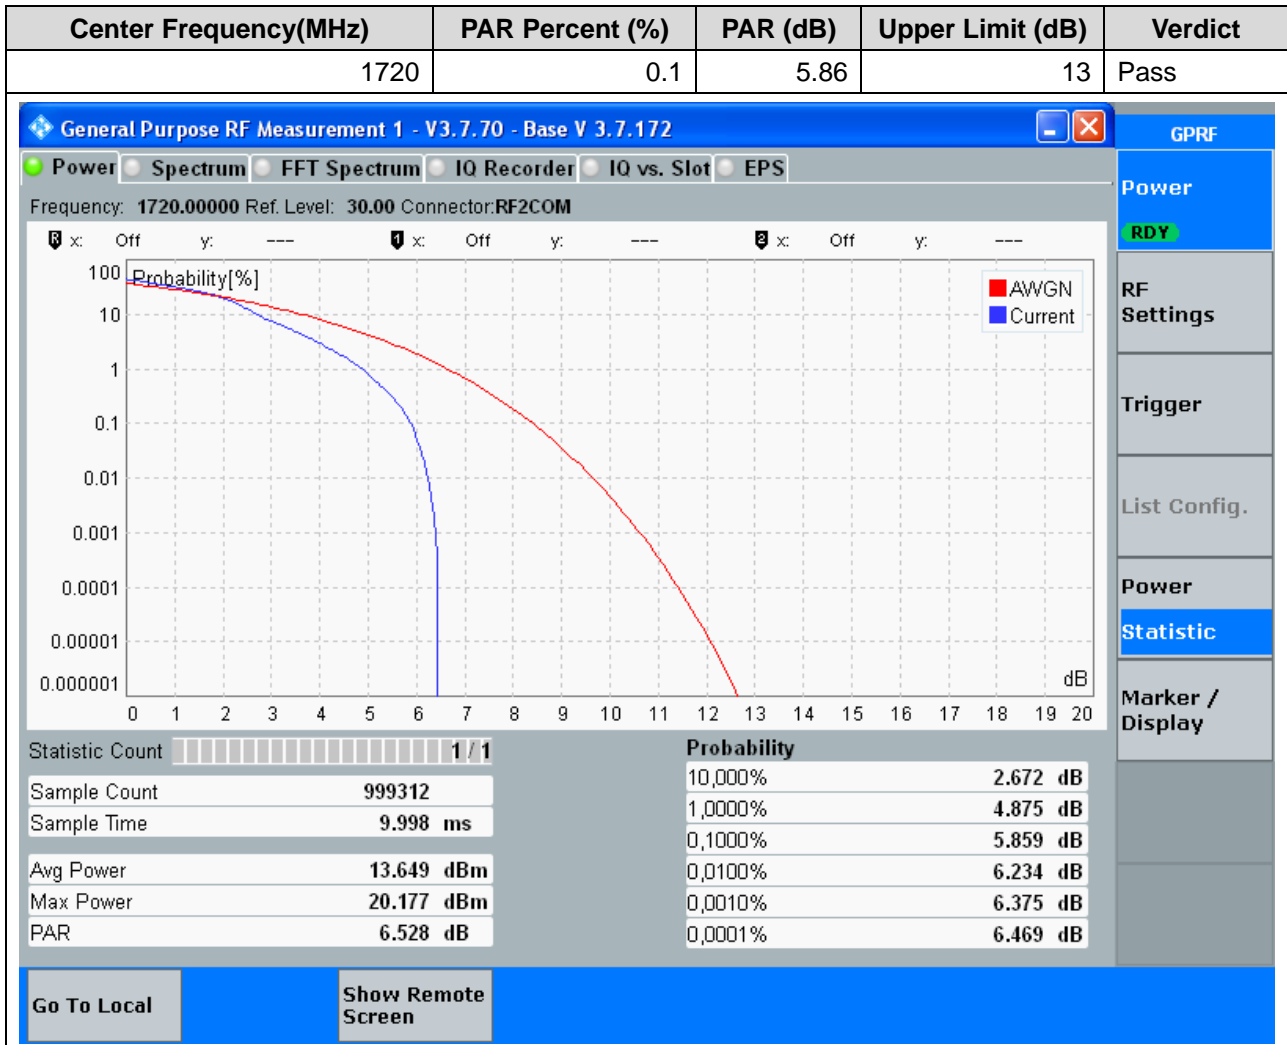 Center Frequency(MHz) PAR Percent (%) PAR (dB) Upper Limit (dB) Verdict
1720 0.1 5.86 13 Pass
General Purpose RF Measurement 1 - V3.7.70 - Base V 3.7.172
GPRF
Power Spectrum FFT Spectrum IQ Recorder IQ vs. Slot EPS
Power
RDY
Frequency: 1720.00000 Ref. Level: 30.00 Connector:RF2COM
R x: Off y: --- 1 x: Off y: --- 2 x: Off y: ---
Probability[%]
AWGN
Current
100
10
1
0.1
0.01
0.001
0.0001
0.00001
0.000001
dB
0 1 2 3 4 5 6 7 8 9 10 11 12 13 14 15 16 17 18 19 20
RF
Settings
Trigger
List Config.
Power
Statistic
Marker /
Display
Statistic Count 1 / 1
Sample Count 999312
Sample Time 9.998 ms
Avg Power 13.649 dBm
Max Power 20.177 dBm
PAR 6.528 dB
Probability
10,000% 2.672 dB
1,0000% 4.875 dB
0,1000% 5.859 dB
0,0100% 6.234 dB
0,0010% 6.375 dB
0,0001% 6.469 dB
Go To Local
Show Remote
Screen